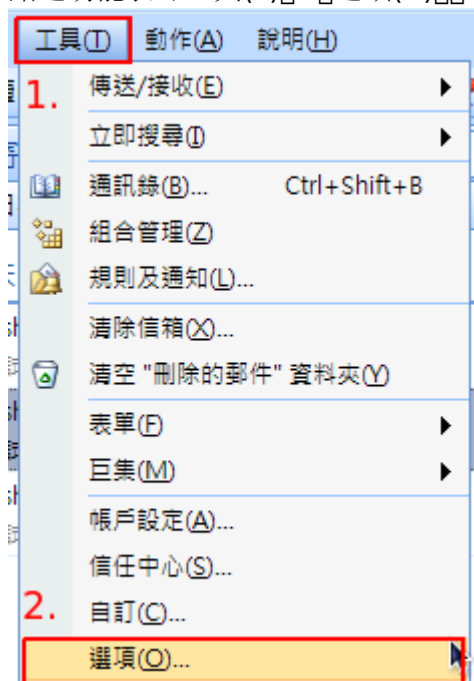 工具(T) 動作(A) 說明(H)
1.
傳送/接收(E)
立即搜尋(I)
通訊錄(B)... Ctrl+Shift+B
組合管理(Z)
規則及通知(L)...
清除信箱(X)...
清空 "刪除的郵件" 資料夾(Y)
表單(F)
巨集(M)
帳戶設定(A)...
信任中心(S)...
2. 自訂(C)...
選項(O)...